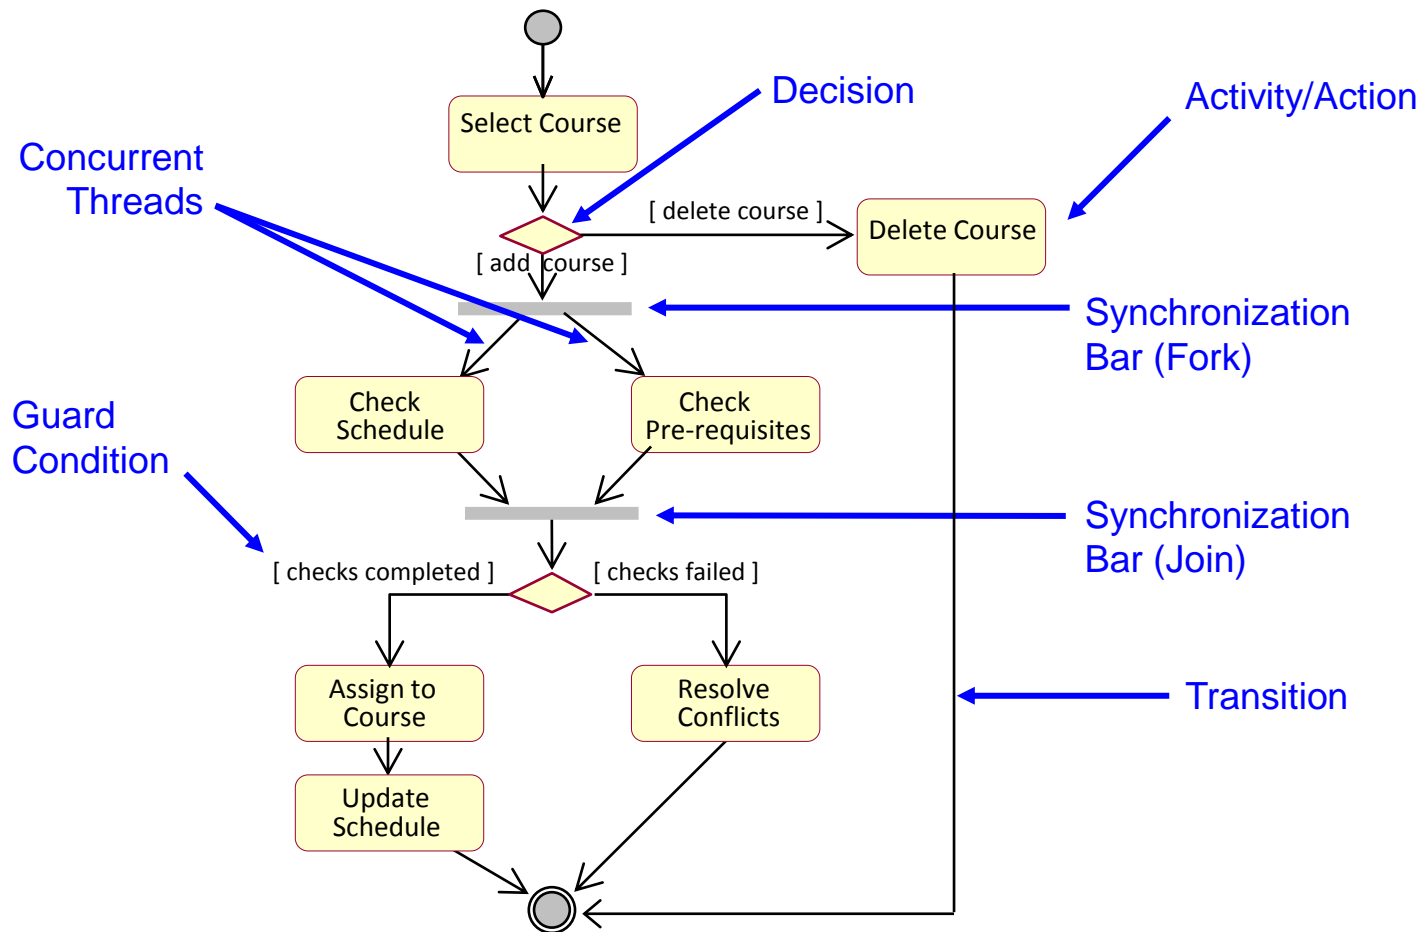 Decision
Activity/Action
Select Course
Concurrent
Threads
[ delete course ]
Delete Course
[ add  course ]
Synchronization
Bar (Fork)
Check
Schedule
Check
Pre-requisites
Guard
Condition
Synchronization
Bar (Join)
[ checks completed ]
[ checks failed ]
Assign to
Course
Resolve
Conflicts
Transition
Update
Schedule